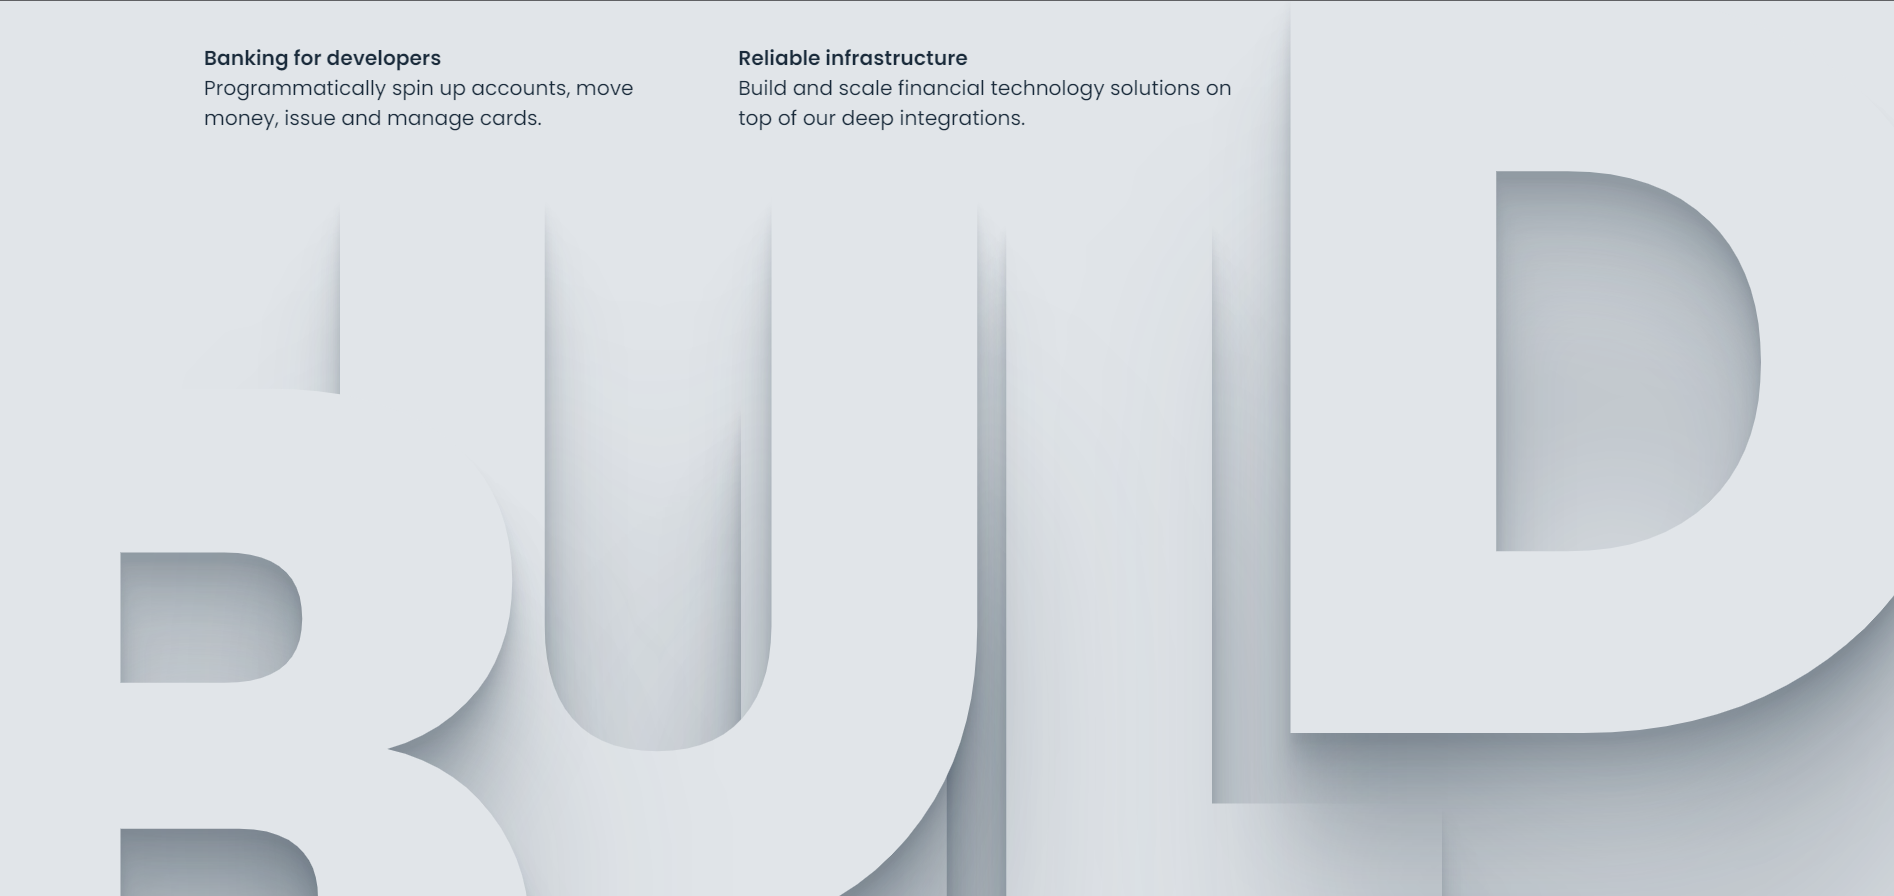 Banking for developers
Programmatically spin up accounts, move
money, issue and manage cards.
Reliable infrastructure
Build and scale financial technology solutions on
top of our deep integrations.
BUILD